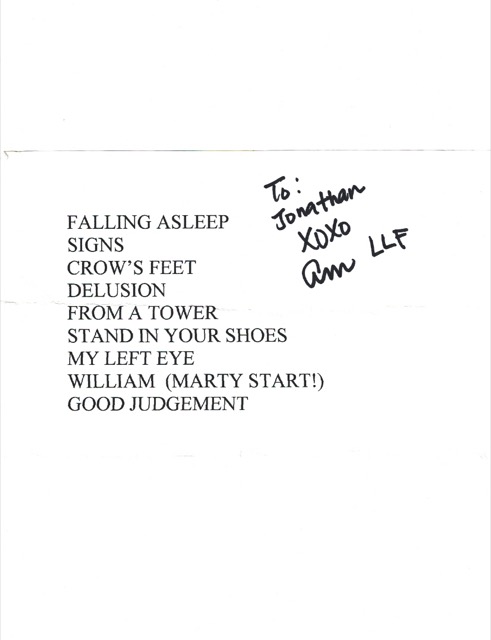 To:
Jonathan
XOXO
LLF
FALLING ASLEEP
SIGNS
CROW'S FEET
DELUSION
FROM A TOWER
STAND IN YOUR SHOES
MY LEFT EYE
WILLIAM (MARTY START!)
GOOD JUDGEMENT